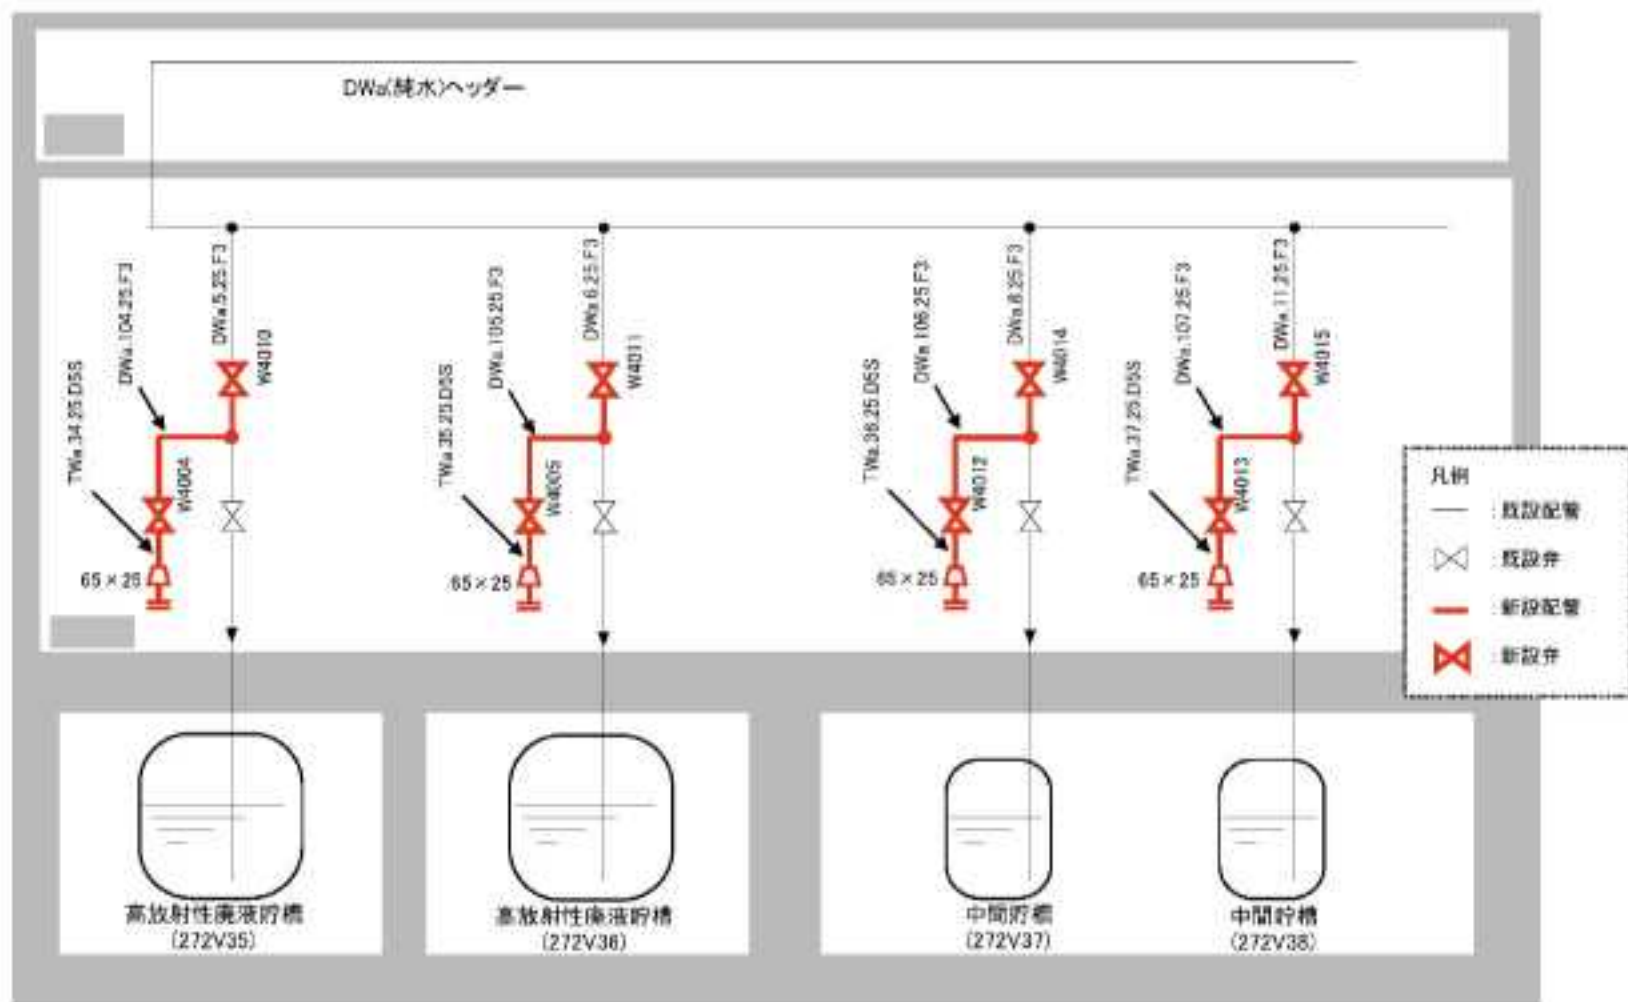 DWa(純水)ヘッダー
TWa.34.25.D5S
DWa.104.25.F3
DWa.5.25.F3
W4010
W4004
65×25
TWa.35.25.D5S
DWa.105.25.F3
DWa.6.25.F3
W4011
W4005
65×25
TWa.36.25.D5S
DWa.106.25.F3
DWa.8.25.F3
W4014
W4012
65×25
TWa.37.25.D5S
DWa.107.25.F3
DWa.11.25.F3
W4015
W4013
65×25
凡例
:既設配管
:既設弁
:新設配管
:新設弁
高放射性廃液貯槽
(272V35)
高放射性廃液貯槽
(272V36)
中間貯槽
(272V37)
中間貯槽
(272V38)